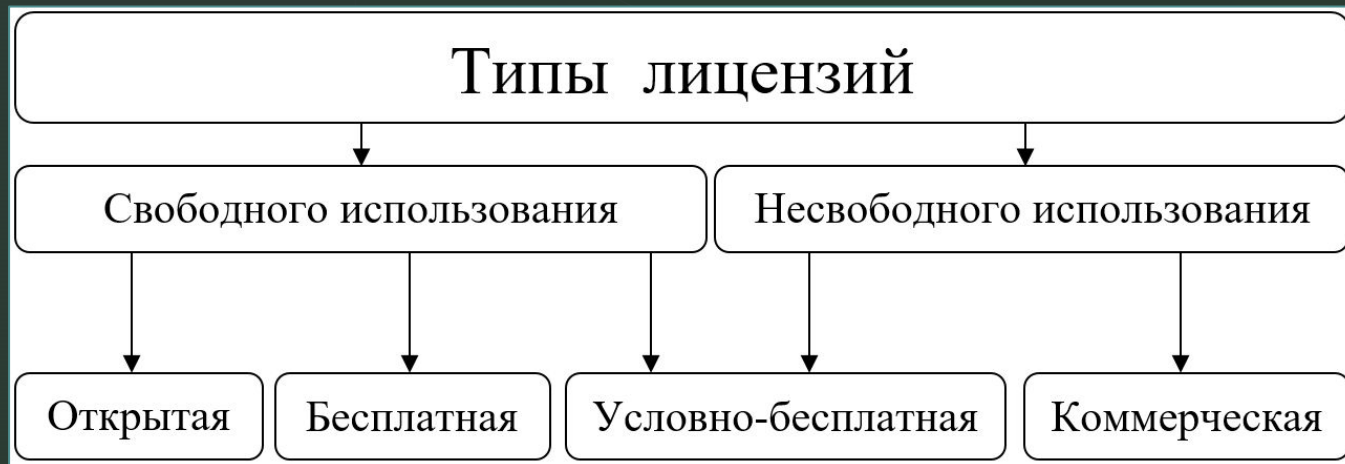 Типы лицензий
Свободного использования
Несвободного использования
Открытая
Бесплатная
Условно-бесплатная
Коммерческая